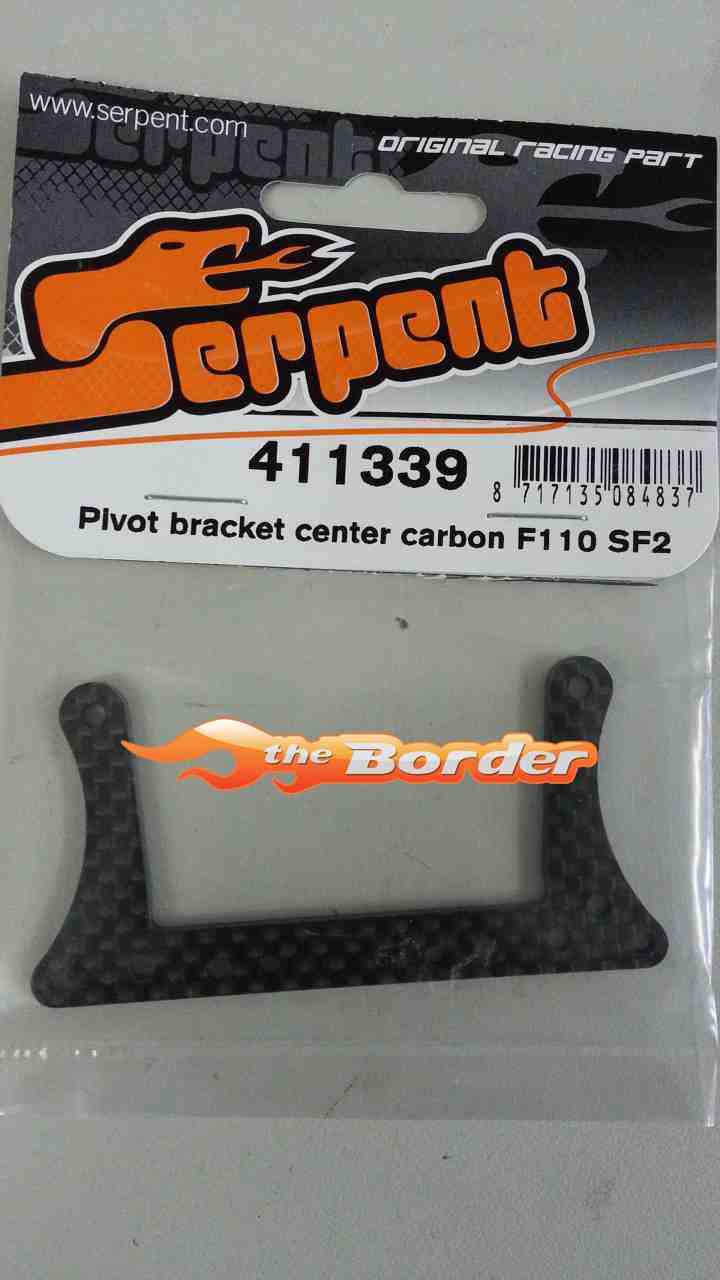 www.serpent.com
ORIGINAL RACING PART
Serpent
Serpent
411339
8 717135 084837
Pivot bracket center carbon F110 SF2
the Border